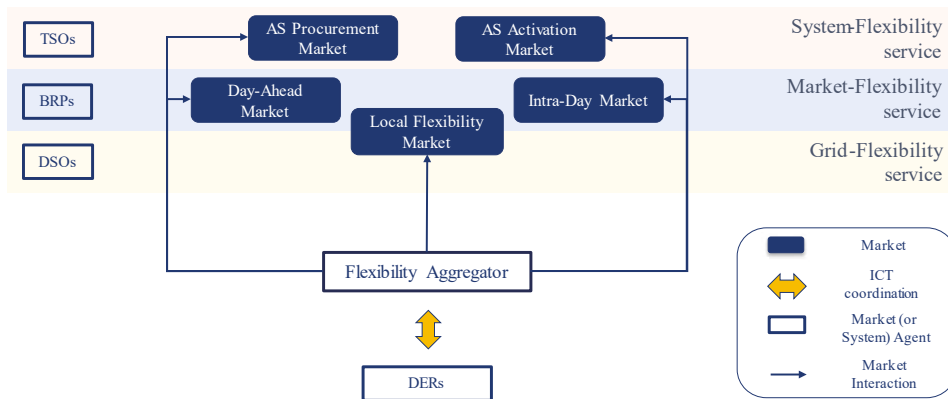 TSOs
AS Procurement
Market
AS Activation
Market
System-Flexibility
service
BRPs
Day-Ahead
Market
Intra-Day Market
Market-Flexibility
service
Local Flexibility
Market
DSOs
Grid-Flexibility
service
Flexibility Aggregator
DERs
Market
ICT
coordination
Market (or
System) Agent
Market
Interaction